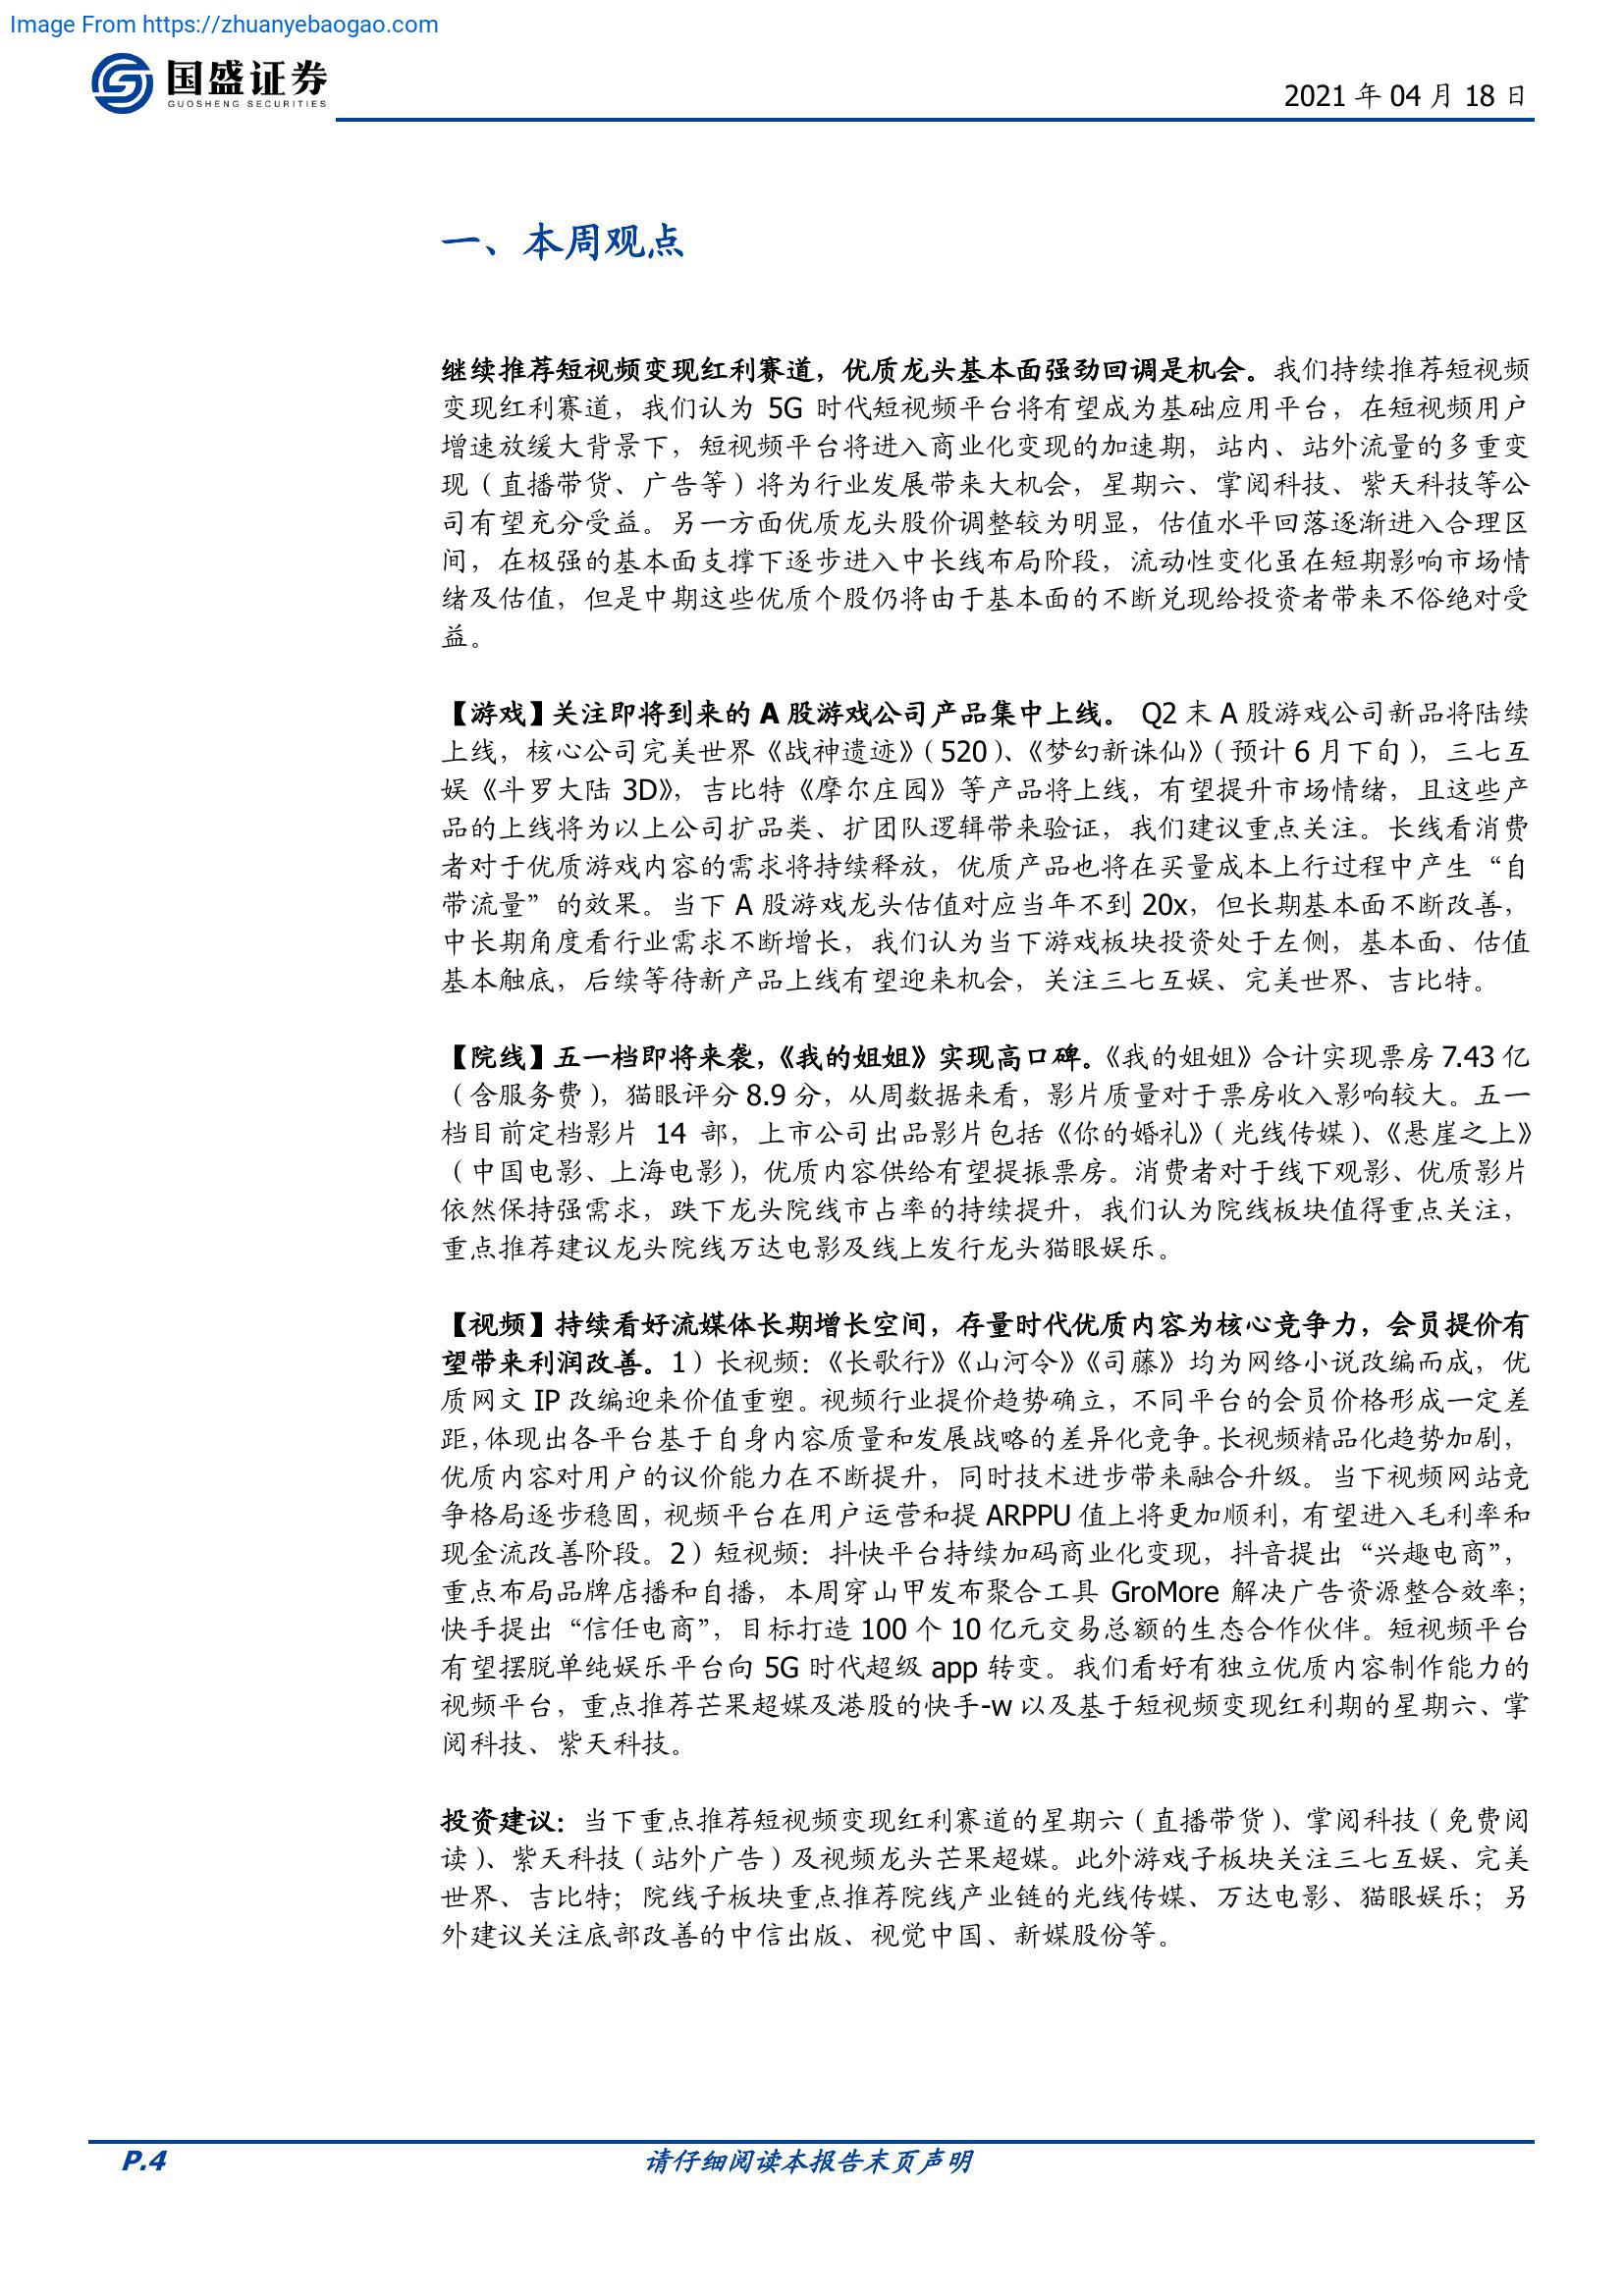 Image From https://zhuanyebaogao.com
国盛证券
GUOSHENG SECURITIES
2021 年 04 月 18 日
一、本周观点
继续推荐短视频变现红利赛道，优质龙头基本面强劲回调是机会。我们持续推荐短视频
变现红利赛道，我们认为 5G 时代短视频平台将有望成为基础应用平台，在短视频用户
增速放缓大背景下，短视频平台将进入商业化变现的加速期，站内、站外流量的多重变
现（直播带货、广告等）将为行业发展带来大机会，星期六、掌阅科技、紫天科技等公
司有望充分受益。另一方面优质龙头股价调整较为明显，估值水平回落逐渐进入合理区
间，在极强的基本面支撑下逐步进入中长线布局阶段，流动性变化虽在短期影响市场情
绪及估值，但是中期这些优质个股仍将由于基本面的不断兑现给投资者带来不俗绝对受
益。
【游戏】关注即将到来的 A 股游戏公司产品集中上线。 Q2 末 A 股游戏公司新品将陆续
上线，核心公司完美世界《战神遗迹》（520）、《梦幻新诛仙》（预计 6 月下旬），三七互
娱《斗罗大陆 3D》，吉比特《摩尔庄园》等产品将上线，有望提升市场情绪，且这些产
品的上线将为以上公司扩品类、扩团队逻辑带来验证，我们建议重点关注。长线看消费
者对于优质游戏内容的需求将持续释放，优质产品也将在买量成本上行过程中产生“自
带流量”的效果。当下 A 股游戏龙头估值对应当年不到 20x，但长期基本面不断改善，
中长期角度看行业需求不断增长，我们认为当下游戏板块投资处于左侧，基本面、估值
基本触底，后续等待新产品上线有望迎来机会，关注三七互娱、完美世界、吉比特。
【院线】五一档即将来袭，《我的姐姐》实现高口碑。《我的姐姐》合计实现票房 7.43 亿
（含服务费），猫眼评分 8.9 分，从周数据来看，影片质量对于票房收入影响较大。五一
档目前定档影片 14 部，上市公司出品影片包括《你的婚礼》（光线传媒）、《悬崖之上》
（中国电影、上海电影），优质内容供给有望提振票房。消费者对于线下观影、优质影片
依然保持强需求，跌下龙头院线市占率的持续提升，我们认为院线板块值得重点关注，
重点推荐建议龙头院线万达电影及线上发行龙头猫眼娱乐。
【视频】持续看好流媒体长期增长空间，存量时代优质内容为核心竞争力，会员提价有
望带来利润改善。1）长视频：《长歌行》《山河令》《司藤》均为网络小说改编而成，优
质网文 IP 改编迎来价值重塑。视频行业提价趋势确立，不同平台的会员价格形成一定差
距，体现出各平台基于自身内容质量和发展战略的差异化竞争。长视频精品化趋势加剧，
优质内容对用户的议价能力在不断提升，同时技术进步带来融合升级。当下视频网站竞
争格局逐步稳固，视频平台在用户运营和提 ARPPU 值上将更加顺利，有望进入毛利率和
现金流改善阶段。2）短视频：抖快平台持续加码商业化变现，抖音提出“兴趣电商”，
重点布局品牌店播和自播，本周穿山甲发布聚合工具 GroMore 解决广告资源整合效率；
快手提出“信任电商”，目标打造 100 个 10 亿元交易总额的生态合作伙伴。短视频平台
有望摆脱单纯娱乐平台向 5G 时代超级 app 转变。我们看好有独立优质内容制作能力的
视频平台，重点推荐芒果超媒及港股的快手-w 以及基于短视频变现红利期的星期六、掌
阅科技、紫天科技。
投资建议：当下重点推荐短视频变现红利赛道的星期六（直播带货）、掌阅科技（免费阅
读）、紫天科技（站外广告）及视频龙头芒果超媒。此外游戏子板块关注三七互娱、完美
世界、吉比特；院线子板块重点推荐院线产业链的光线传媒、万达电影、猫眼娱乐；另
外建议关注底部改善的中信出版、视觉中国、新媒股份等。
P.4
请仔细阅读本报告末页声明